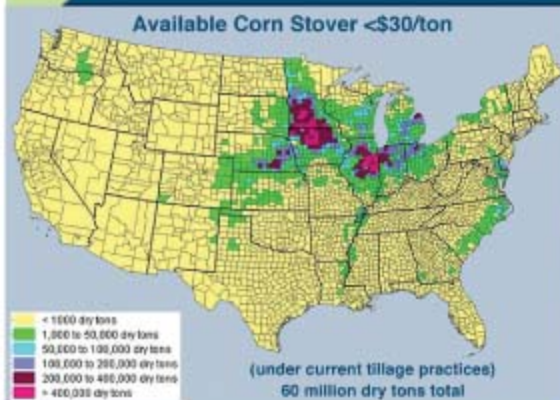 Available Corn Stover <$30/ton
< 1000 dry tons
1,000 to 50,000 dry tons
50,000 to 100,000 dry tons
100,000 to 200,000 dry tons
200,000 to 400,000 dry tons
> 400,000 dry tons
(under current tillage practices)
60 million dry tons total